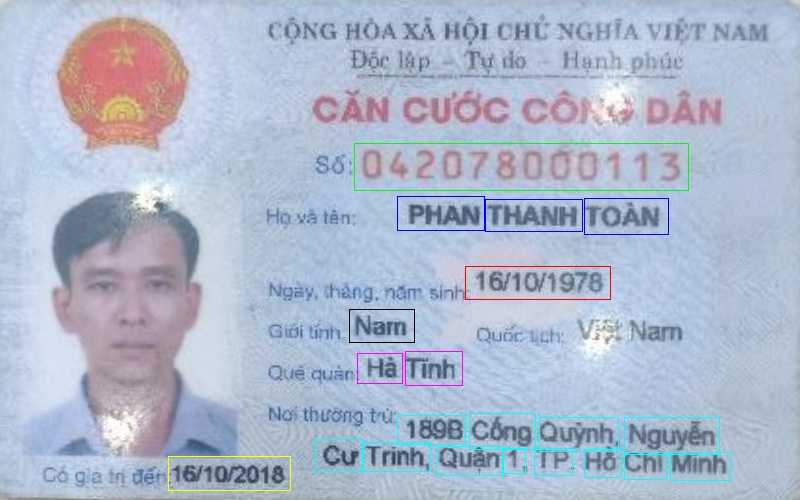 CỘNG HÒA XÃ HỘI CHỦ NGHĨA VIỆT NAM
Độc lập - Tự do - Hạnh phúc
CĂN CƯỚC CÔNG DÂN
Số: 042078000113
Họ và tên: PHAN THANH TOÀN
Ngày, tháng, năm sinh: 16/10/1978
Giới tính: Nam Quốc tịch: Việt Nam
Quê quán: Hà Tĩnh
Nơi thường trú: 189B Cống Quỳnh, Nguyễn
Cư Trinh, Quận 1, TP. Hồ Chí Minh
Có giá trị đến: 16/10/2018